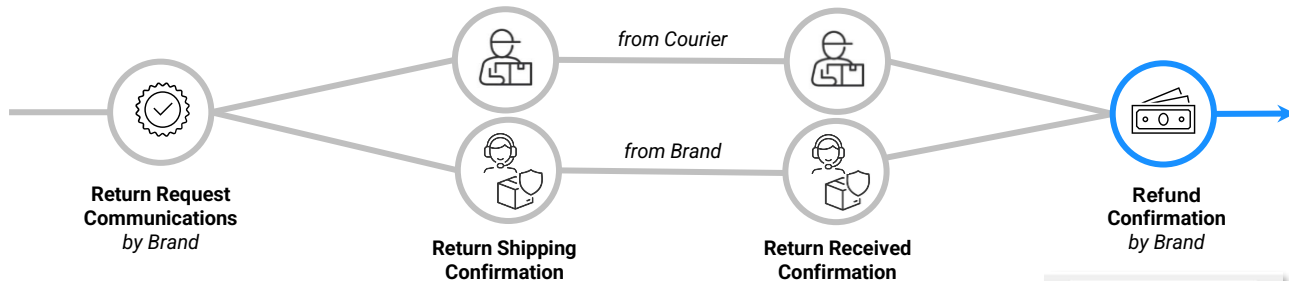 from Courier
from Brand
Return Request
Communications
by Brand
Return Shipping
Confirmation
Return Received
Confirmation
Refund
Confirmation
by Brand